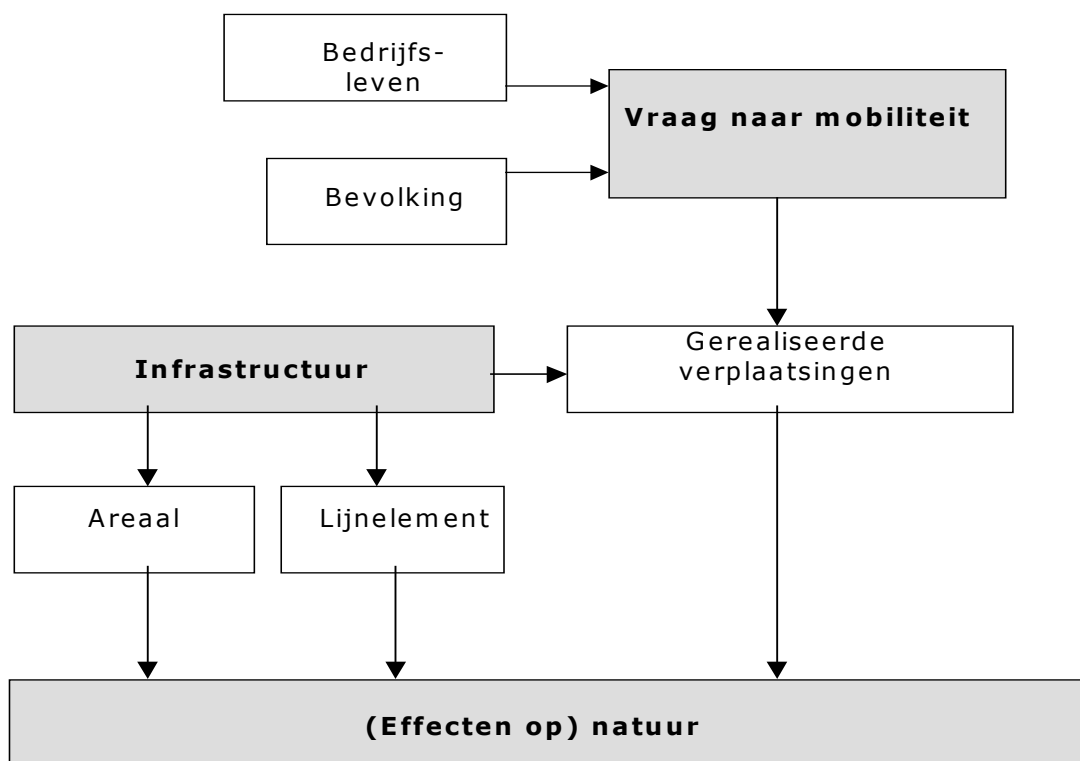 Bedrijfs-
leven
Vraag naar mobiliteit
Bevolking
Gerealiseerde
verplaatsingen
Infrastructuur
Areaal
Lijnelement
(Effecten op) natuur